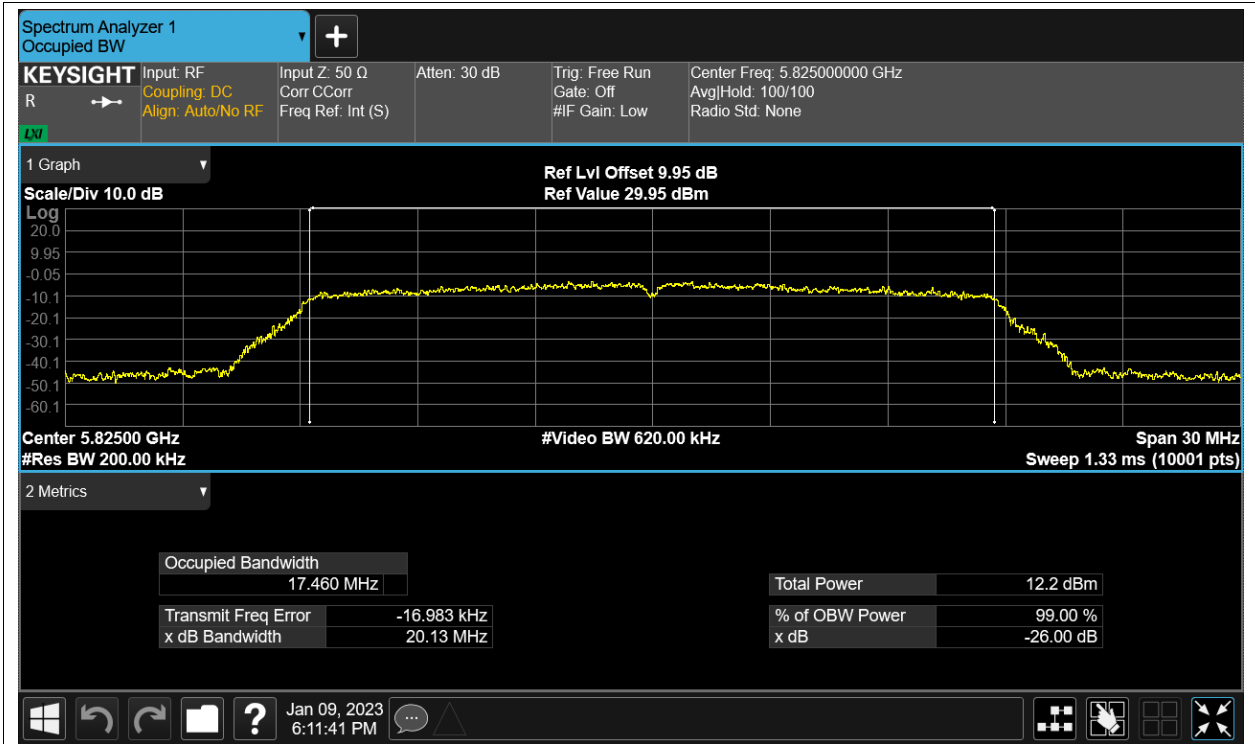 Spectrum Analyzer 1
Occupied BW
KEYSIGHT
R
LXI
Input: RF
Coupling: DC
Align: Auto/No RF
Input Z: 50 Ω
Corr CCorr
Freq Ref: Int (S)
Atten: 30 dB
Trig: Free Run
Gate: Off
#IF Gain: Low
Center Freq: 5.825000000 GHz
Avg|Hold: 100/100
Radio Std: None
1 Graph
Scale/Div 10.0 dB
Ref Lvl Offset 9.95 dB
Ref Value 29.95 dBm
Log
20.0
9.95
-0.05
-10.1
-20.1
-30.1
-40.1
-50.1
-60.1
Center 5.82500 GHz
#Video BW 620.00 kHz
Span 30 MHz
#Res BW 200.00 kHz
Sweep 1.33 ms (10001 pts)
2 Metrics
Occupied Bandwidth
17.460 MHz
Transmit Freq Error -16.983 kHz
x dB Bandwidth 20.13 MHz
Total Power 12.2 dBm
% of OBW Power 99.00 %
x dB -26.00 dB
?
Jan 09, 2023
6:11:41 PM